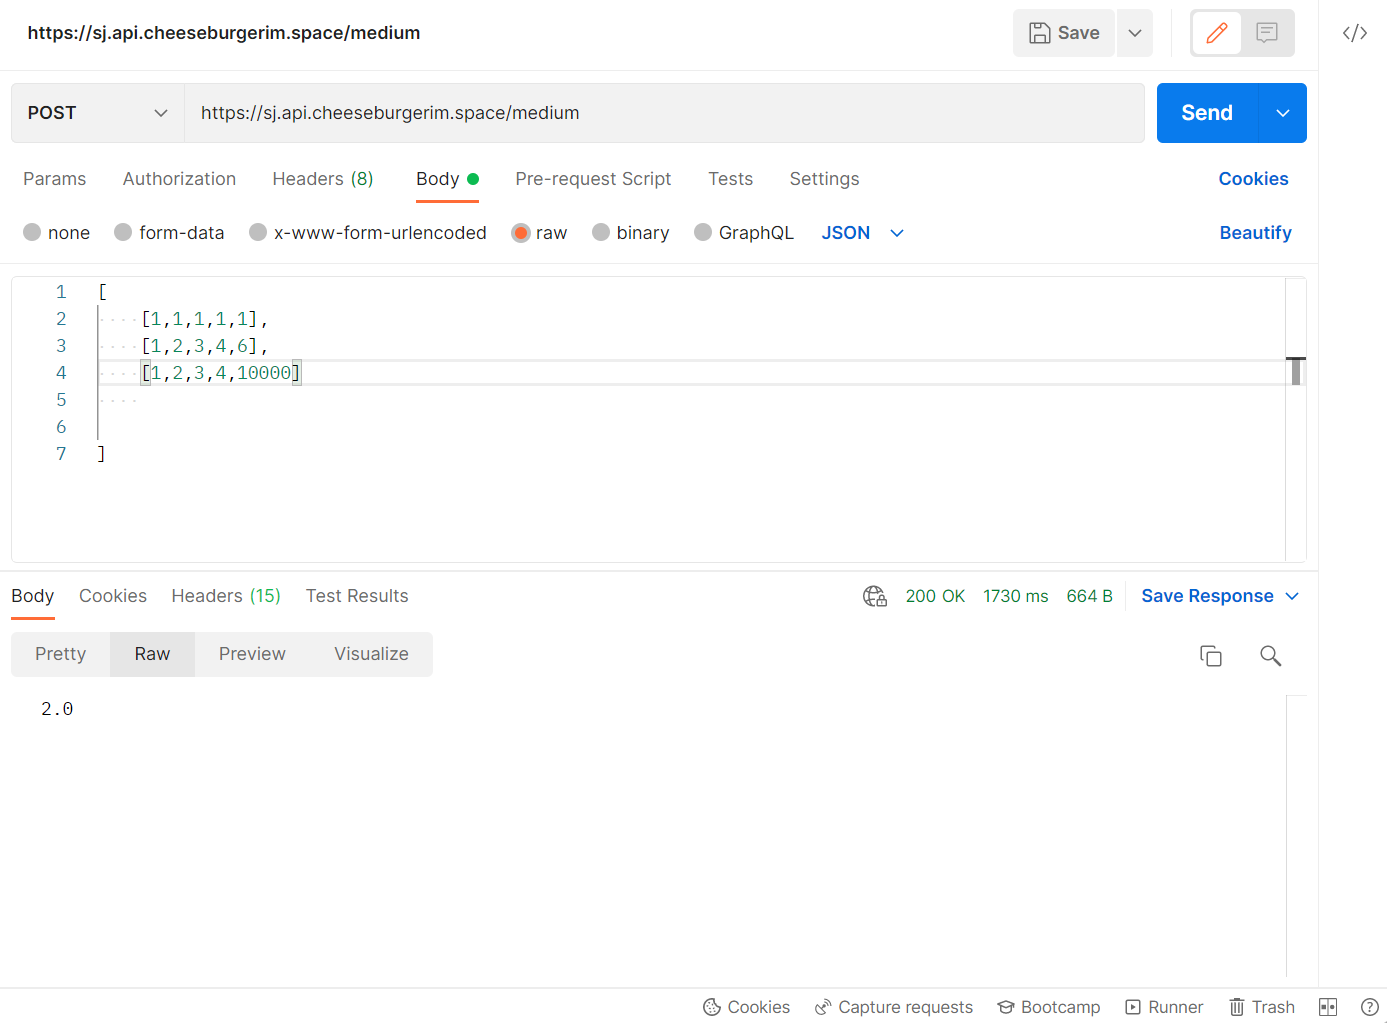 https://sj.api.cheeseburgerim.space/medium
Save
POST
https://sj.api.cheeseburgerim.space/medium
Send
Params Authorization Headers (8) Body Pre-request Script Tests Settings Cookies
none form-data x-www-form-urlencoded raw binary GraphQL JSON Beautify
1 [
2 [1,1,1,1,1],
3 [1,2,3,4,6],
4 [1,2,3,4,10000]
5
6
7 ]
Body Cookies Headers (15) Test Results 200 OK 1730 ms 664 B Save Response
Pretty Raw Preview Visualize
2.0
Cookies Capture requests Bootcamp Runner Trash